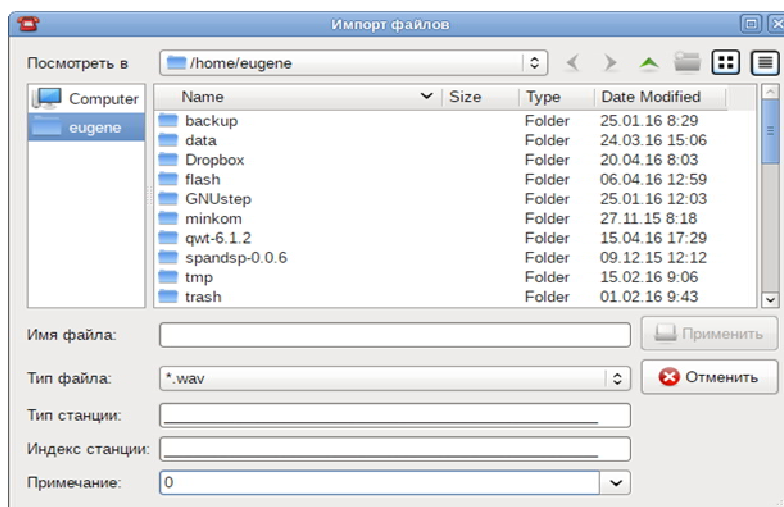 Импорт файлов
Посмотреть в /home/eugene
Computer
eugene
Name Size Type Date Modified
backup Folder 25.01.16 8:29
data Folder 24.03.16 15:06
Dropbox Folder 20.04.16 8:03
flash Folder 06.04.16 12:59
GNUstep Folder 25.01.16 12:03
minkom Folder 27.11.15 8:18
qwt-6.1.2 Folder 15.04.16 17:29
spandsp-0.0.6 Folder 09.12.15 12:12
tmp Folder 15.02.16 9:06
trash Folder 01.02.16 9:43
Имя файла: Применить
Тип файла: *.wav Отменить
Тип станции:
Индекс станции:
Примечание: 0